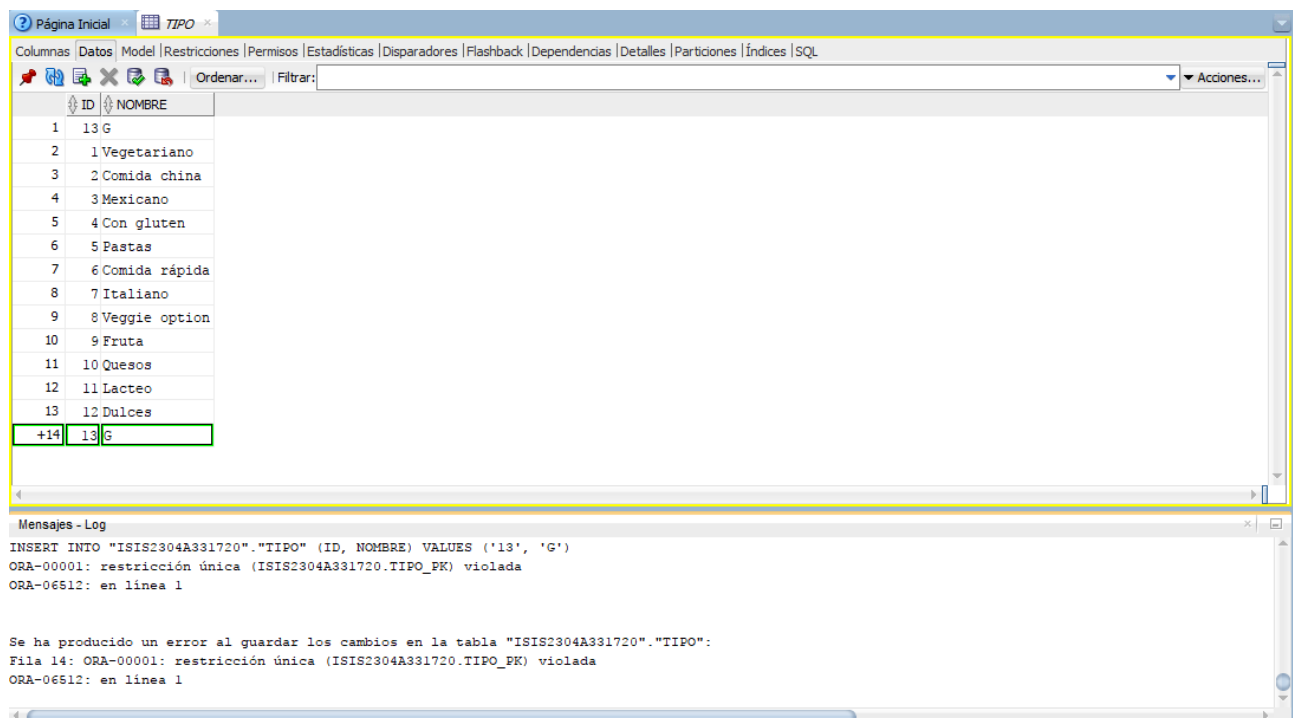 Página Inicial TIPO
Columnas Datos Model Restricciones Permisos Estadísticas Disparadores Flashback Dependencias Detalles Particiones Índices SQL
Ordenar... Filtrar: Acciones...
ID NOMBRE
1 13 G
2 1 Vegetariano
3 2 Comida china
4 3 Mexicano
5 4 Con gluten
6 5 Pastas
7 6 Comida rápida
8 7 Italiano
9 8 Veggie option
10 9 Fruta
11 10 Quesos
12 11 Lacteo
13 12 Dulces
+14 13 G
Mensajes - Log
INSERT INTO "ISIS2304A331720"."TIPO" (ID, NOMBRE) VALUES ('13', 'G')
ORA-00001: restricción única (ISIS2304A331720.TIPO_PK) violada
ORA-06512: en línea 1
Se ha producido un error al guardar los cambios en la tabla "ISIS2304A331720"."TIPO":
Fila 14: ORA-00001: restricción única (ISIS2304A331720.TIPO_PK) violada
ORA-06512: en línea 1